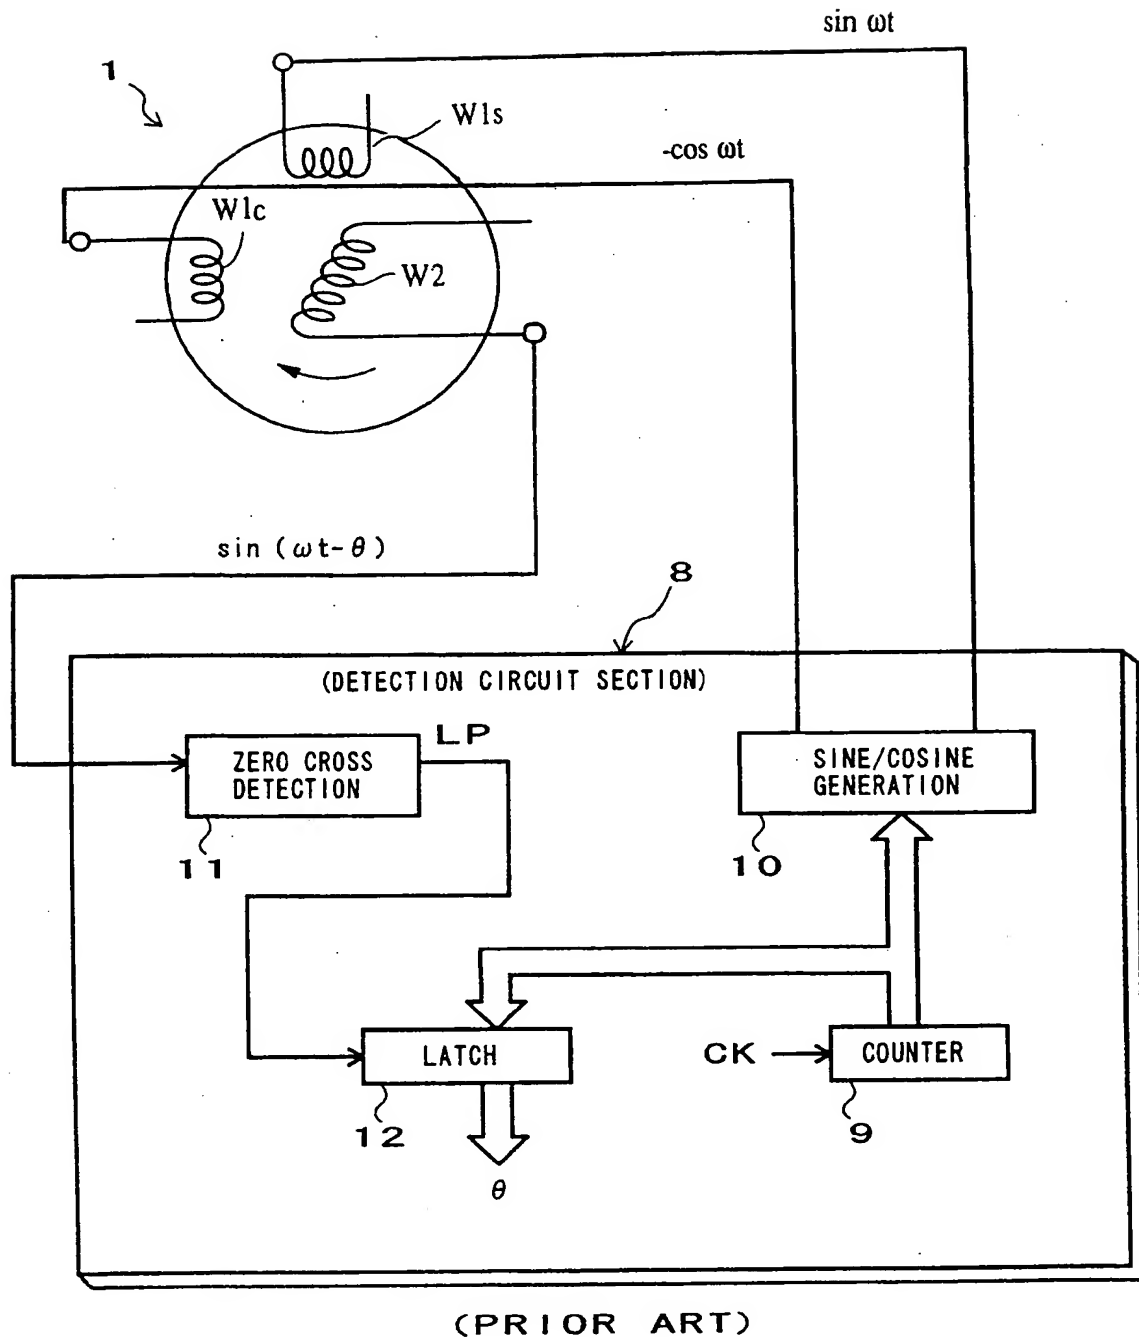 sin ωt
1
W1s
-cos ωt
W1c
W2
sin (ωt-θ)
8
(DETECTION CIRCUIT SECTION)
LP
ZERO CROSS
DETECTION
SINE/COSINE
GENERATION
11
10
LATCH
CK
COUNTER
12
9
θ
(PRIOR ART)